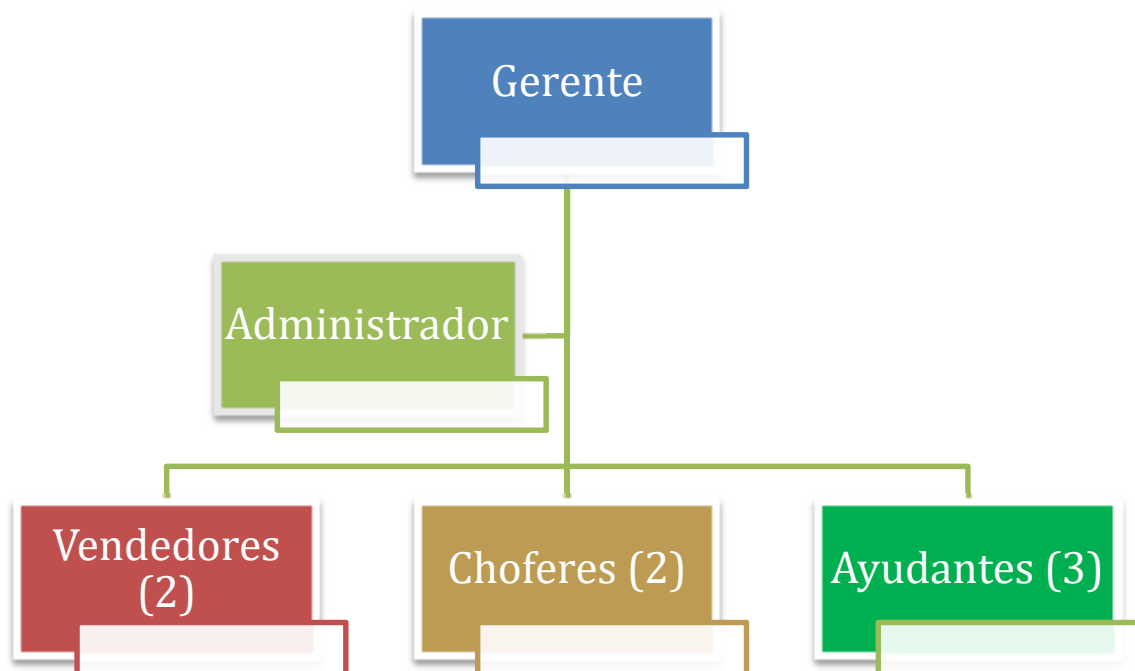 Gerente
Administrador
Vendedores
(2)
Choferes (2)
Ayudantes (3)